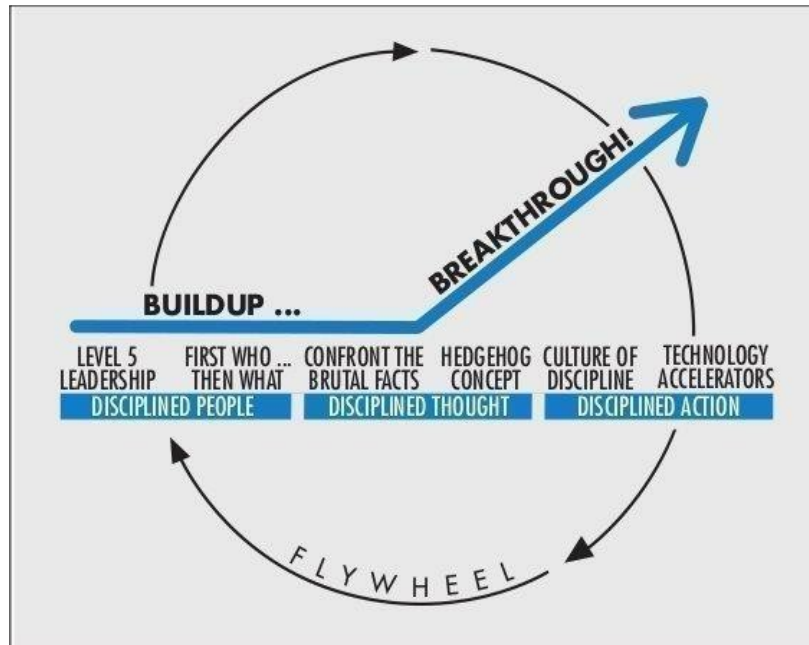 BREAKTHROUGH!
BUILDUP ...
LEVEL 5
LEADERSHIP
FIRST WHO ...
THEN WHAT
CONFRONT THE
BRUTAL FACTS
HEDGEHOG
CONCEPT
CULTURE OF
DISCIPLINE
TECHNOLOGY
ACCELERATORS
DISCIPLINED PEOPLE
DISCIPLINED THOUGHT
DISCIPLINED ACTION
FLYWHEEL